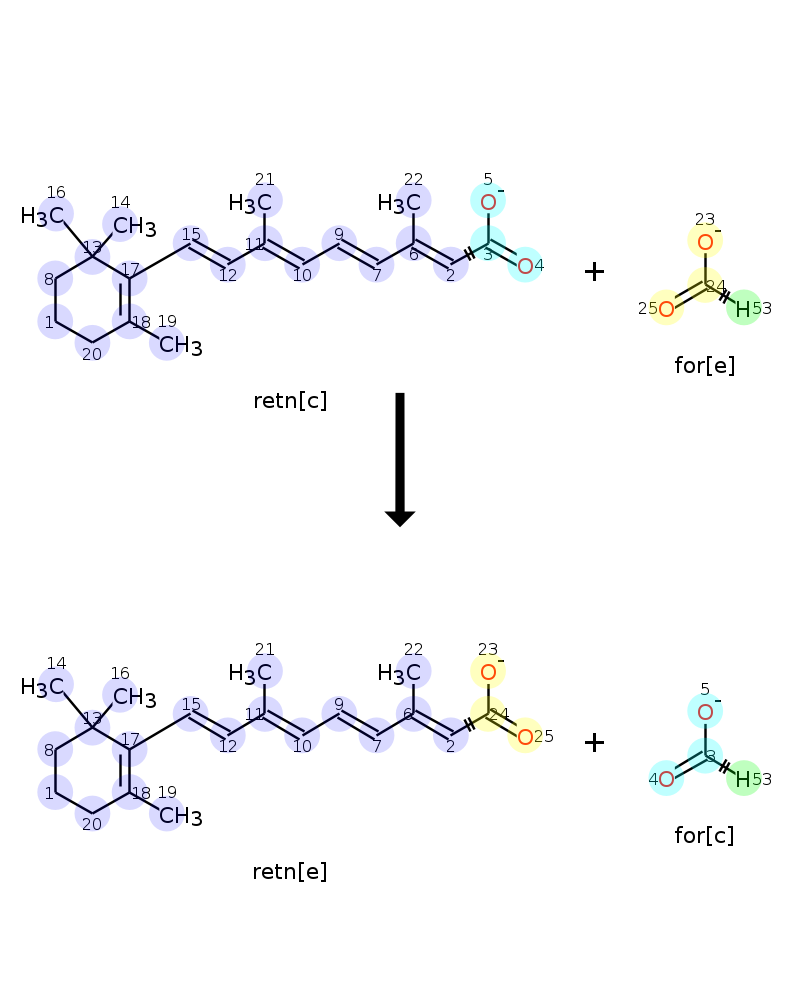 16 14 21 22 5
H3C CH3 H3C H3C O-
13 15 11 9 6 3 O4
8 17 12 10 7 2
1 18 19
20 CH3
retn[c]
+
23
O-
24
25O H53
for[e]
14 16 21 22 23
H3C CH3 H3C H3C O-
13 15 11 9 6 24 O25
8 17 12 10 7 2
1 18 19
20 CH3
retn[e]
+
5
O-
3
4O H53
for[c]